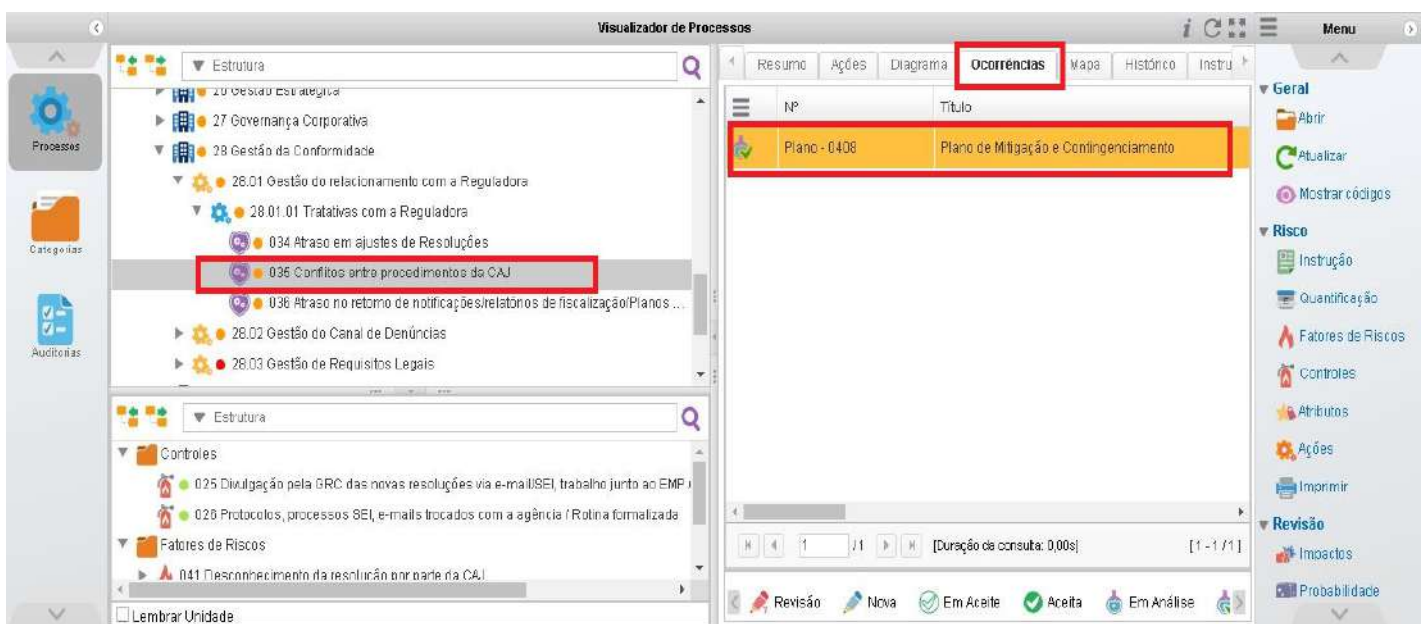 Visualizador de Processos
Menu
Processos
Categorias
Auditorias
Estrutura
27 Governança Corporativa
28 Gestão da Conformidade
28.01 Gestão do relacionamento com a Reguladora
28.01.01 Tratativas com a Reguladora
034 Atraso em ajustes de Resoluções
035 Conflitos entre procedimentos da CAJ
036 Atraso no retorno de notificações/relatórios de fiscalização/Planos ...
28.02 Gestão do Canal de Denúncias
28.03 Gestão de Requisitos Legais
Estrutura
Controles
025 Divulgação pela GRC das novas resoluções via e-mail/SEI, trabalho junto ao EMP
026 Protocolos, processos SEI, e-mails trocados com a agência / Rotina formalizada
Fatores de Riscos
041 Desconhecimento da resolução por parte da CAJ
Lembrar Unidade
Resumo Ações Diagrama Ocorrências Mapa Histórico Instru
Nº Título
Plano - 0408 Plano de Mitigação e Contingenciamento
1 /1 [Duração da consulta: 0,00s] [1 - 1 /1]
Revisão Nova Em Aceite Aceita Em Análise
Geral
Abrir
Atualizar
Mostrar códigos
Risco
Instrução
Quantificação
Fatores de Riscos
Controles
Atributos
Ações
Imprimir
Revisão
Impactos
Probabilidade